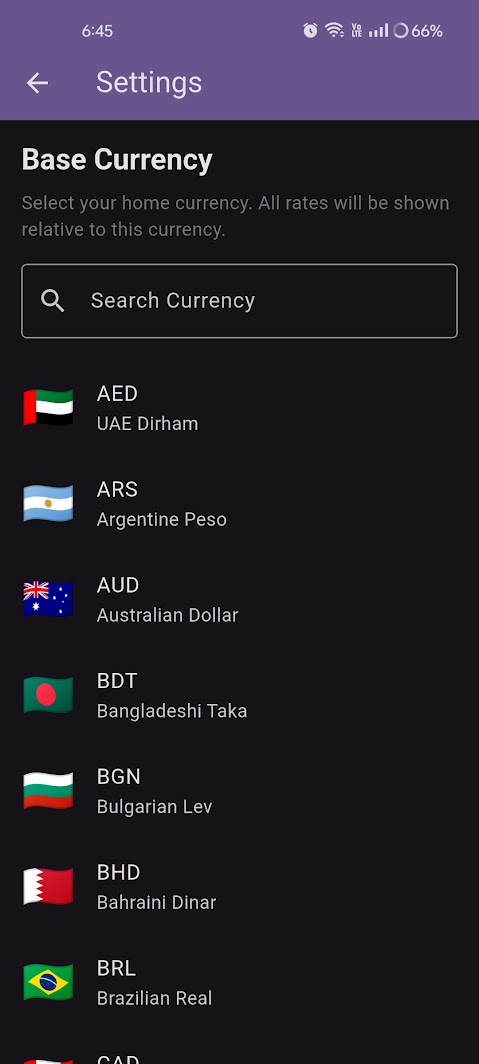 6:45
Vo LTE 66%
Settings
Base Currency
Select your home currency. All rates will be shown
relative to this currency.
Search Currency
AED
UAE Dirham
ARS
Argentine Peso
AUD
Australian Dollar
BDT
Bangladeshi Taka
BGN
Bulgarian Lev
BHD
Bahraini Dinar
BRL
Brazilian Real
CAD